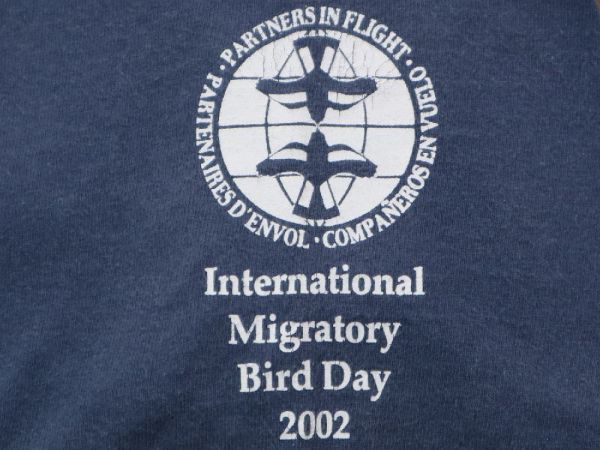 · PARTNERS IN FLIGHT · COMPAÑEROS EN VUELO · PARTENAIRES D'ENVOL
International
Migratory
Bird Day
2002